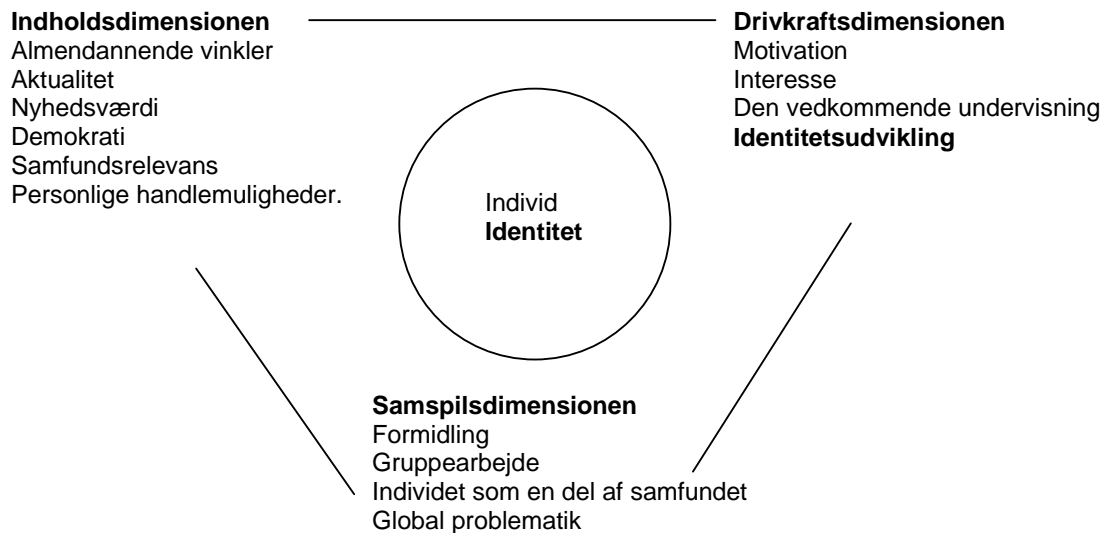 Indholdsdimensionen
Almendannende vinkler
Aktualitet
Nyhedsværdi
Demokrati
Samfundsrelevans
Personlige handlemuligheder.
Drivkraftsdimensionen
Motivation
Interesse
Den vedkommende undervisning
Identitetsudvikling
Individ
Identitet
Samspilsdimensionen
Formidling
Gruppearbejde
Individet som en del af samfundet
Global problematik